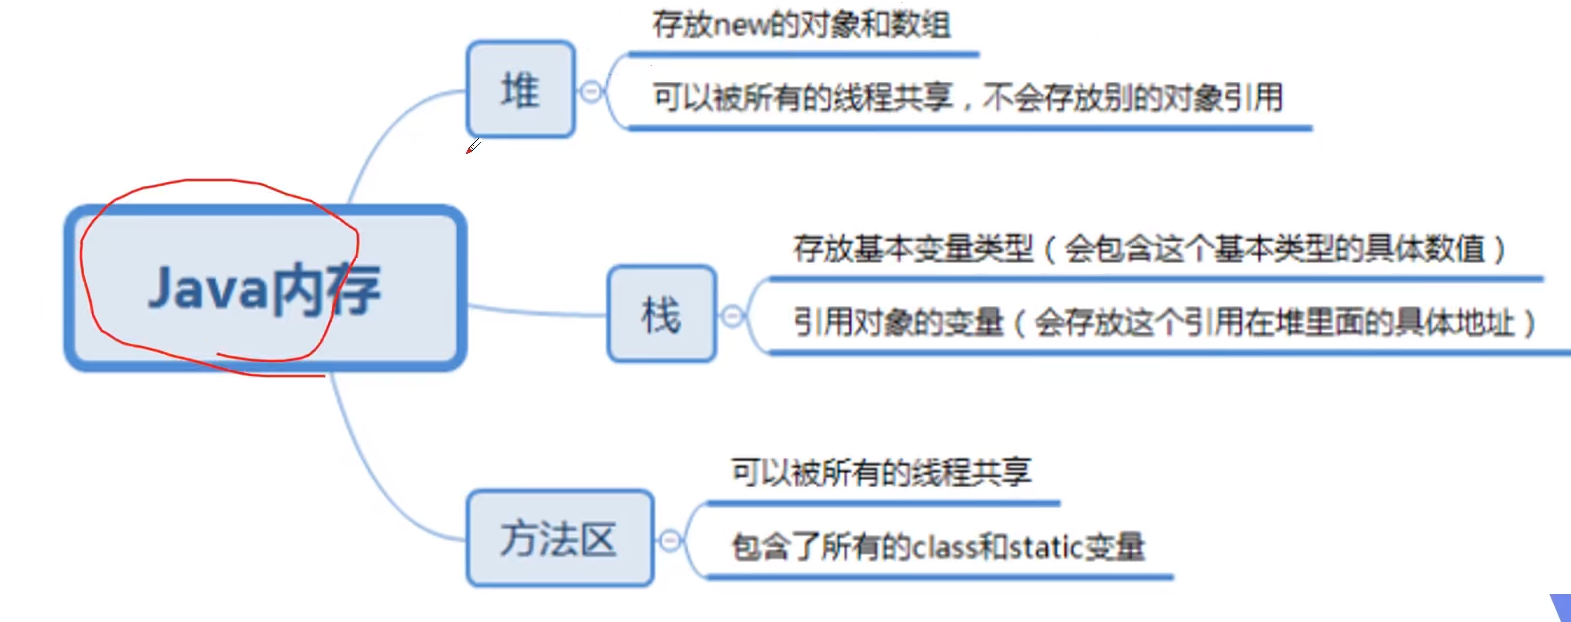 存放new的对象和数组
堆
可以被所有的线程共享，不会存放别的对象引用
存放基本变量类型（会包含这个基本类型的具体数值）
Java内存
栈
引用对象的变量（会存放这个引用在堆里面的具体地址）
可以被所有的线程共享
方法区
包含了所有的class和static变量